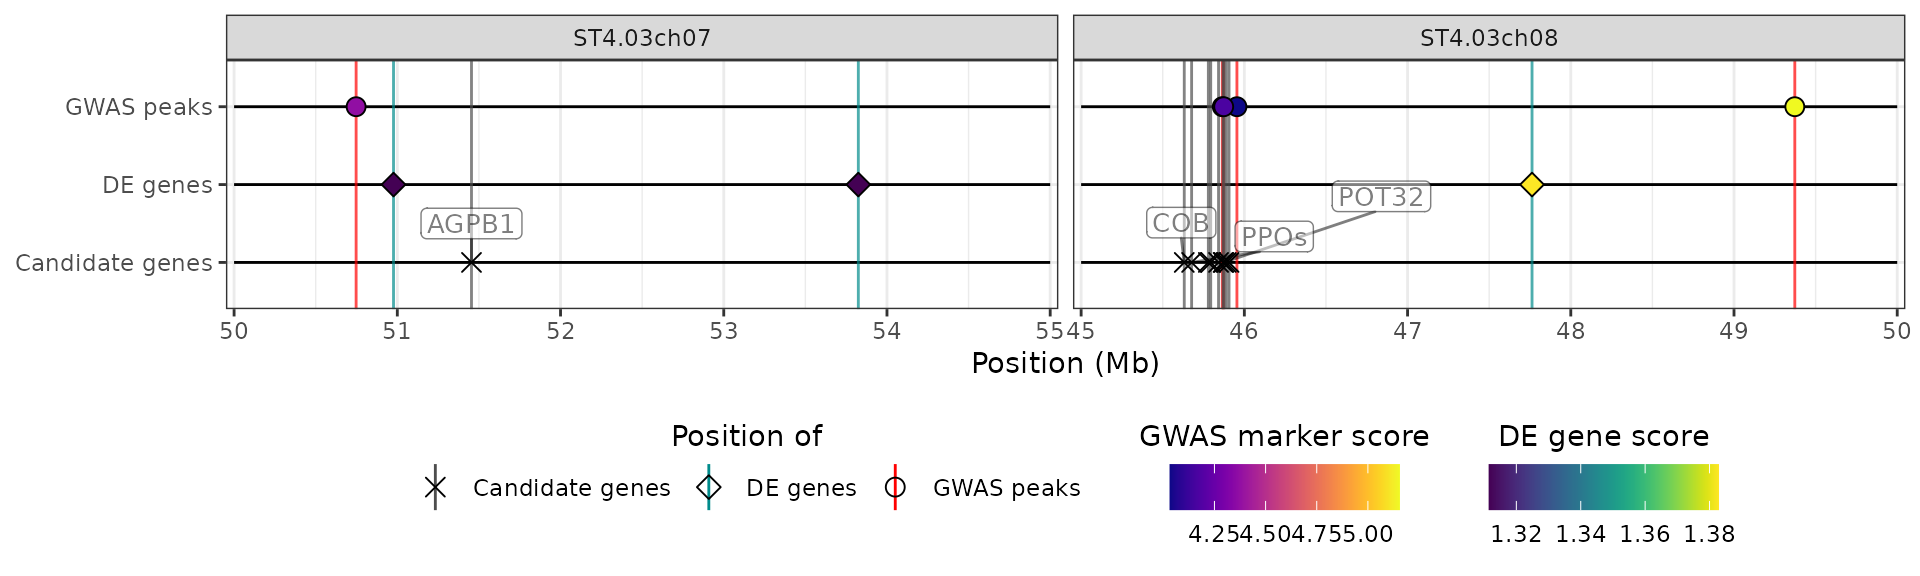 ST4.03ch07 ST4.03ch08
GWAS peaks
DE genes
Candidate genes
AGPB1
COB
PPOs
POT32
50 51 52 53 54 55 45 46 47 48 49 50
Position (Mb)
Position of
Candidate genes DE genes GWAS peaks
GWAS marker score
4.25 4.50 4.75 5.00
DE gene score
1.32 1.34 1.36 1.38